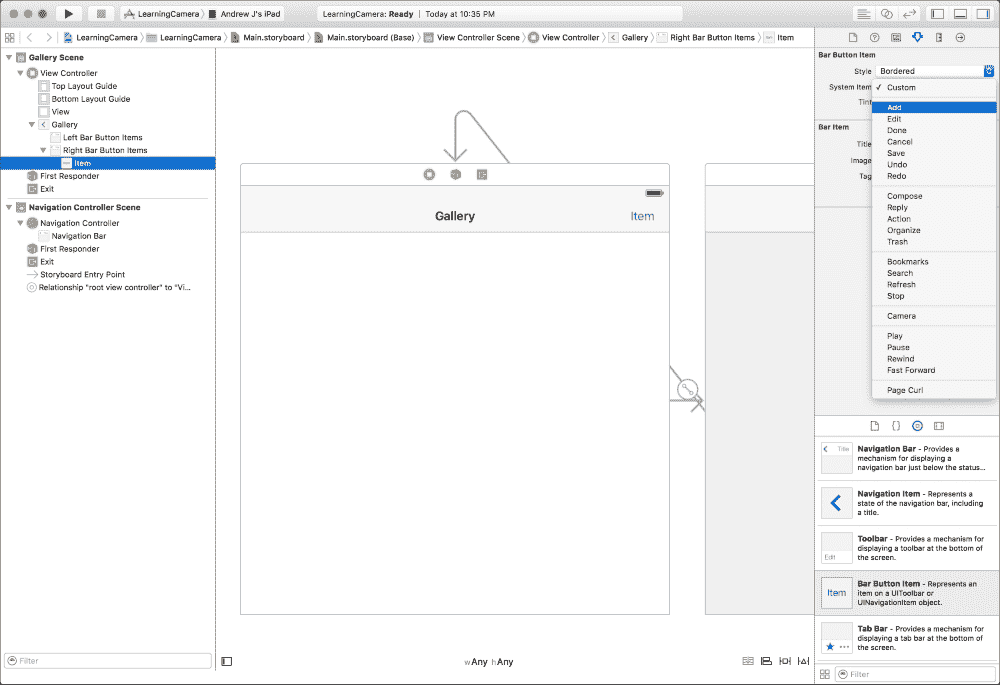 LearningCamera
Andrew J's iPad
LearningCamera: Ready | Today at 10:35 PM
LearningCamera
LearningCamera
Main.storyboard
Main.storyboard (Base)
View Controller Scene
View Controller
Gallery
Right Bar Button Items
Item
Gallery Scene
View Controller
Top Layout Guide
Bottom Layout Guide
View
Gallery
Left Bar Button Items
Right Bar Button Items
Item
First Responder
Exit
Navigation Controller Scene
Navigation Controller
Navigation Bar
First Responder
Exit
Storyboard Entry Point
Relationship "root view controller" to "Vi...
Filter
Gallery
Item
wAny hAny
Bar Button Item
Style Bordered
System Item ✓ Custom
Tint
Bar Item
Title
Image
Tag
Add
Edit
Done
Cancel
Save
Undo
Redo
Compose
Reply
Action
Organize
Trash
Bookmarks
Search
Refresh
Stop
Camera
Play
Pause
Rewind
Fast Forward
Page Curl
Title
Navigation Bar - Provides a
mechanism for displaying a
navigation bar just below the status...
Navigation Item - Represents a
state of the navigation bar, including
a title.
Edit
Toolbar - Provides a mechanism for
displaying a toolbar at the bottom of
the screen.
Item
Bar Button Item - Represents an
item on a UIToolbar or
UINavigationItem object.
Tab Bar - Provides a mechanism for
displaying a tab bar at the bottom of
the screen.
Filter